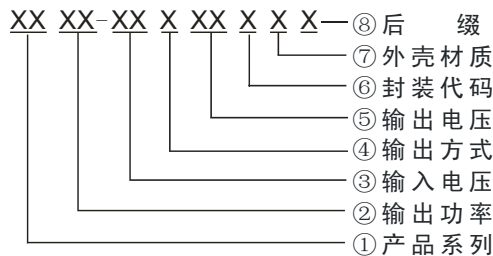 XX XX-XX X XX X X X
⑧后 缀
⑦外壳材质
⑥封装代码
⑤输出电压
④输出方式
③输入电压
②输出功率
①产品系列